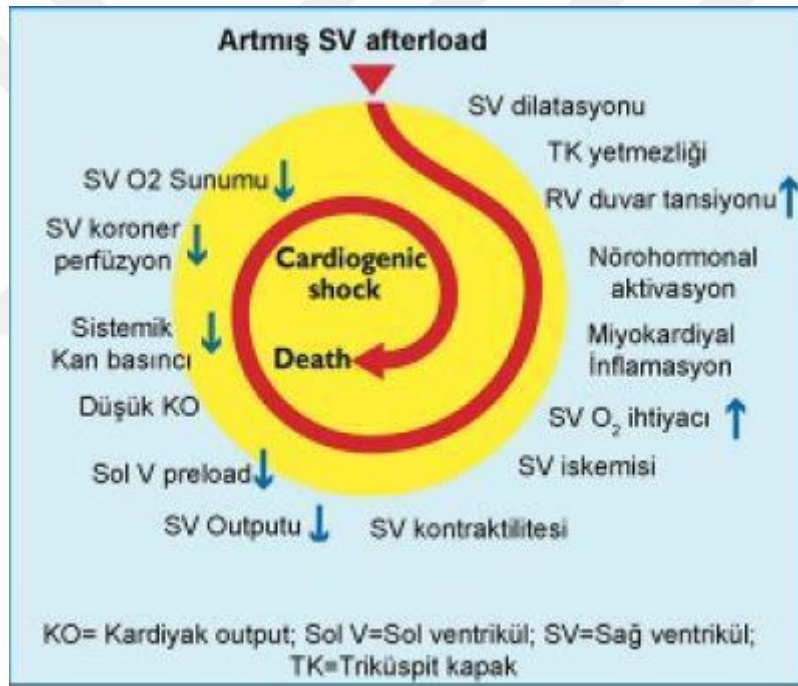 Artmış SV afterload
SV dilatasyonu
TK yetmezliği
RV duvar tansiyonu ↑
Nörohormonal
aktivasyon
Miyokardiyal
İnflamasyon
SV O₂ ihtiyacı ↑
SV iskemisi
SV kontraktilitesi
SV Outputu ↓
Sol V preload ↓
Düşük KO
Sistemik
Kan basıncı ↓
SV koroner
perfüzyon ↓
SV O2 Sunumu ↓
Cardiogenic
shock
Death
KO= Kardiyak output; Sol V=Sol ventrikül; SV=Sağ ventrikül;
TK=Triküspit kapak